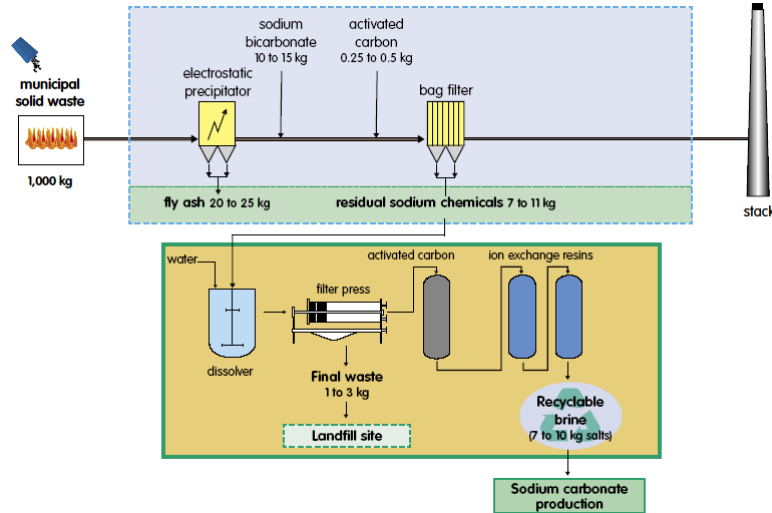 sodium
bicarbonate
10 to 15 kg
activated
carbon
0.25 to 0.5 kg
electrostatic
precipitator
bag filter
municipal
solid waste
1,000 kg
fly ash 20 to 25 kg
residual sodium chemicals 7 to 11 kg
stack
water
activated carbon
ion exchange resins
filter press
dissolver
Final waste
1 to 3 kg
Landfill site
Recyclable
brine
(7 to 10 kg salts)
Sodium carbonate
production